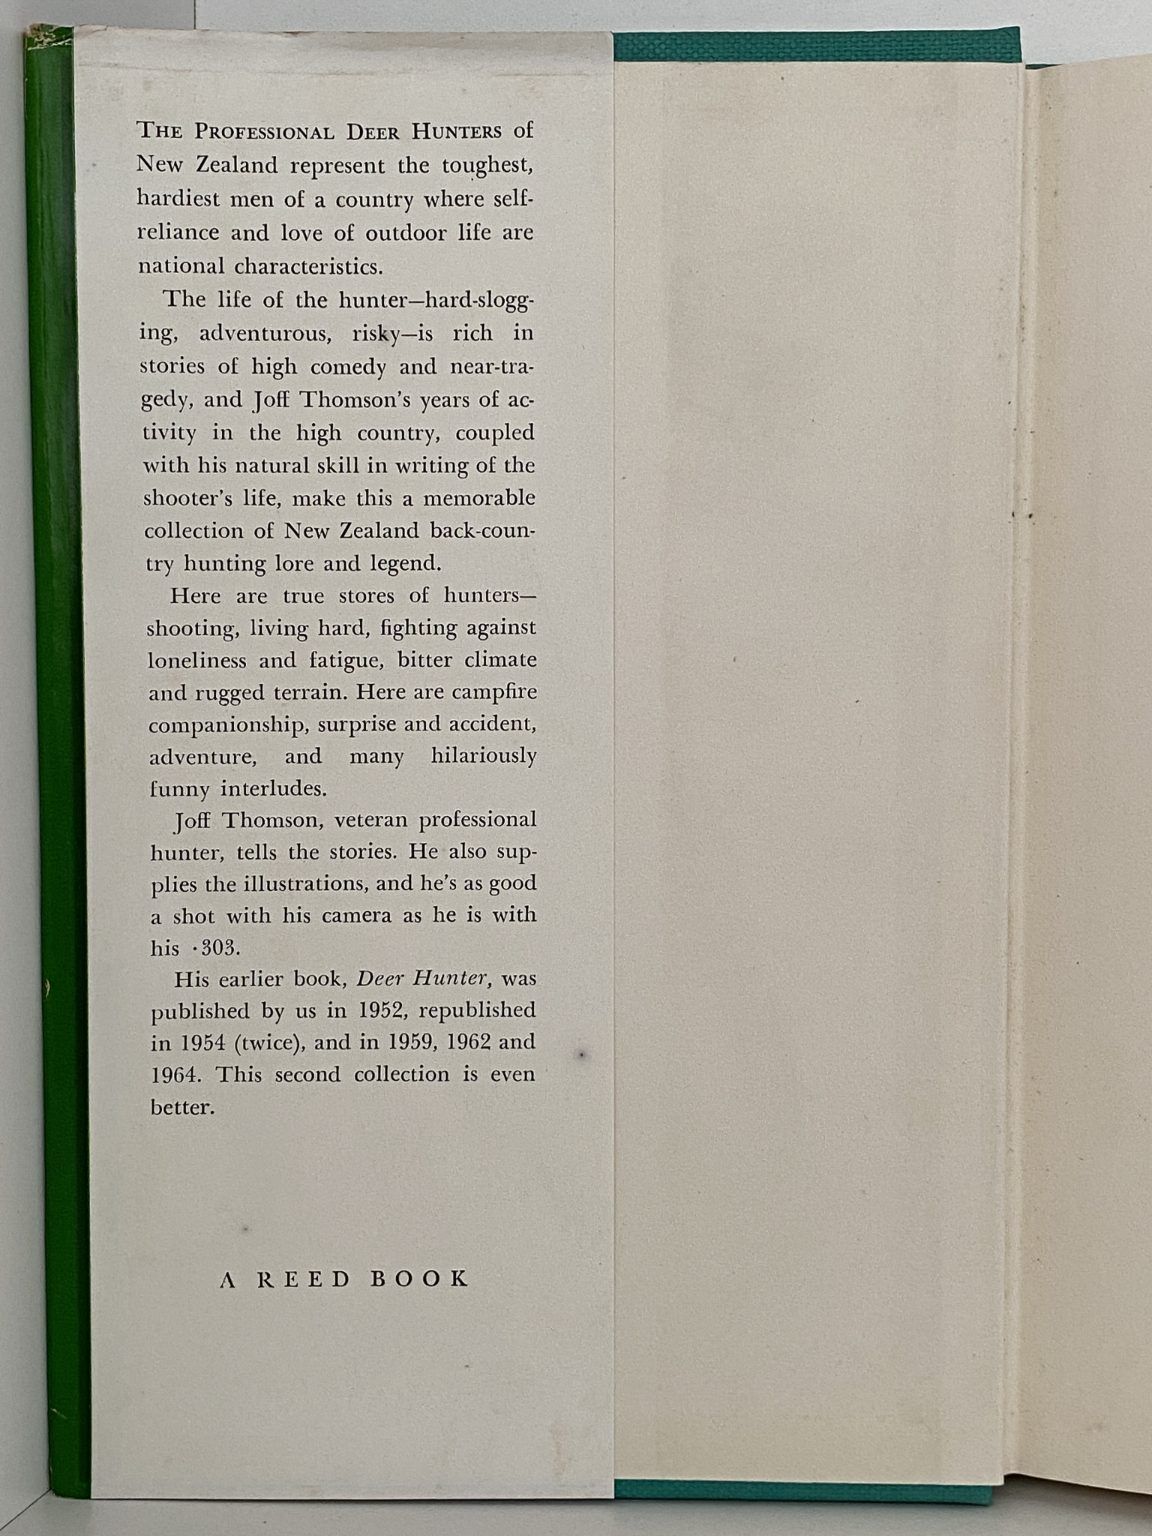 THE PROFESSIONAL DEER HUNTERS of
New Zealand represent the toughest,
hardiest men of a country where self-
reliance and love of outdoor life are
national characteristics.
The life of the hunter—hard-slogg-
ing, adventurous, risky—is rich in
stories of high comedy and near-tra-
gedy, and Joff Thomson's years of ac-
tivity in the high country, coupled
with his natural skill in writing of the
shooter's life, make this a memorable
collection of New Zealand back-coun-
try hunting lore and legend.
Here are true stores of hunters—
shooting, living hard, fighting against
loneliness and fatigue, bitter climate
and rugged terrain. Here are campfire
companionship, surprise and accident,
adventure, and many hilariously
funny interludes.
Joff Thomson, veteran professional
hunter, tells the stories. He also sup-
plies the illustrations, and he's as good
a shot with his camera as he is with
his ·303.
His earlier book, Deer Hunter, was
published by us in 1952, republished
in 1954 (twice), and in 1959, 1962 and
1964. This second collection is even
better.
A REED BOOK